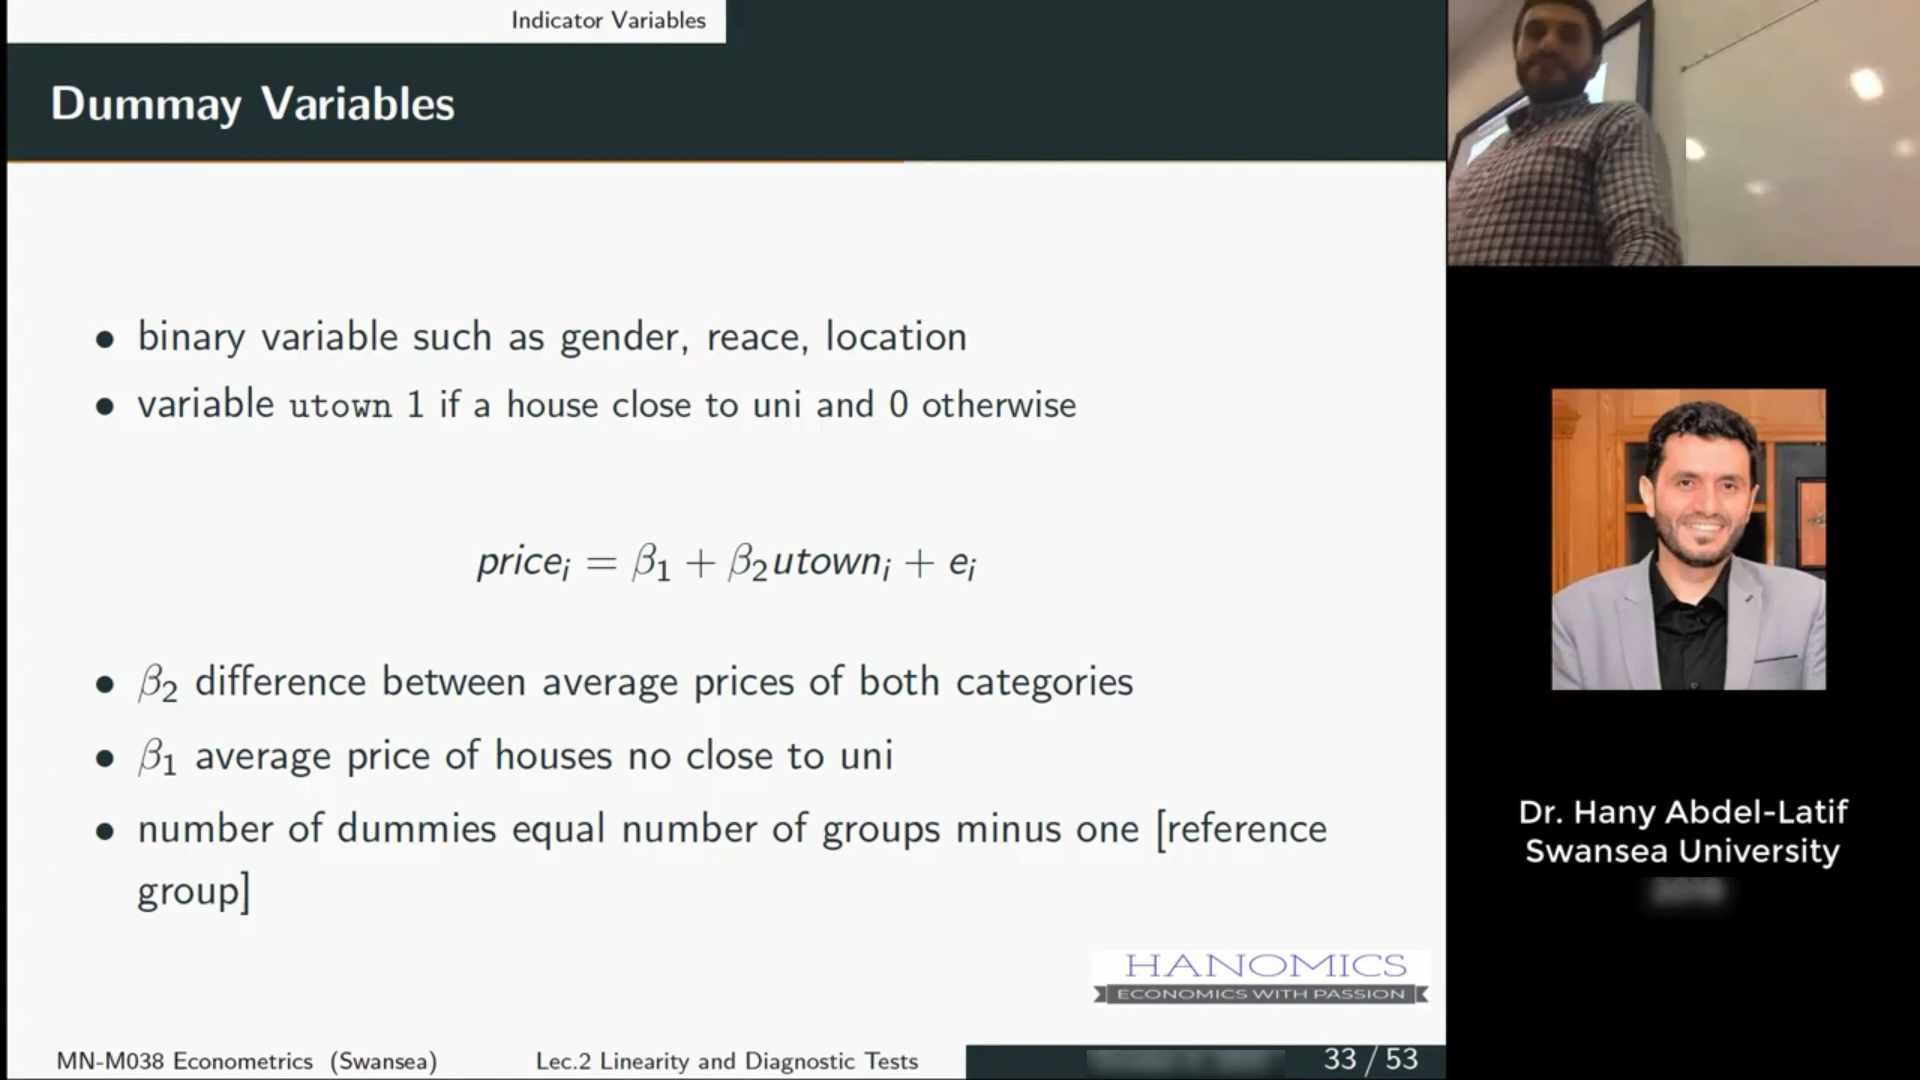 Indicator Variables
Dummay Variables
• binary variable such as gender, reace, location
• variable utown 1 if a house close to uni and 0 otherwise
priceᵢ = β₁ + β₂utownᵢ + eᵢ
• β₂ difference between average prices of both categories
• β₁ average price of houses no close to uni
• number of dummies equal number of groups minus one [reference
group]
HANOMICS
ECONOMICS WITH PASSION
MN-M038 Econometrics (Swansea)
Lec.2 Linearity and Diagnostic Tests
33 / 53
Dr. Hany Abdel-Latif
Swansea University